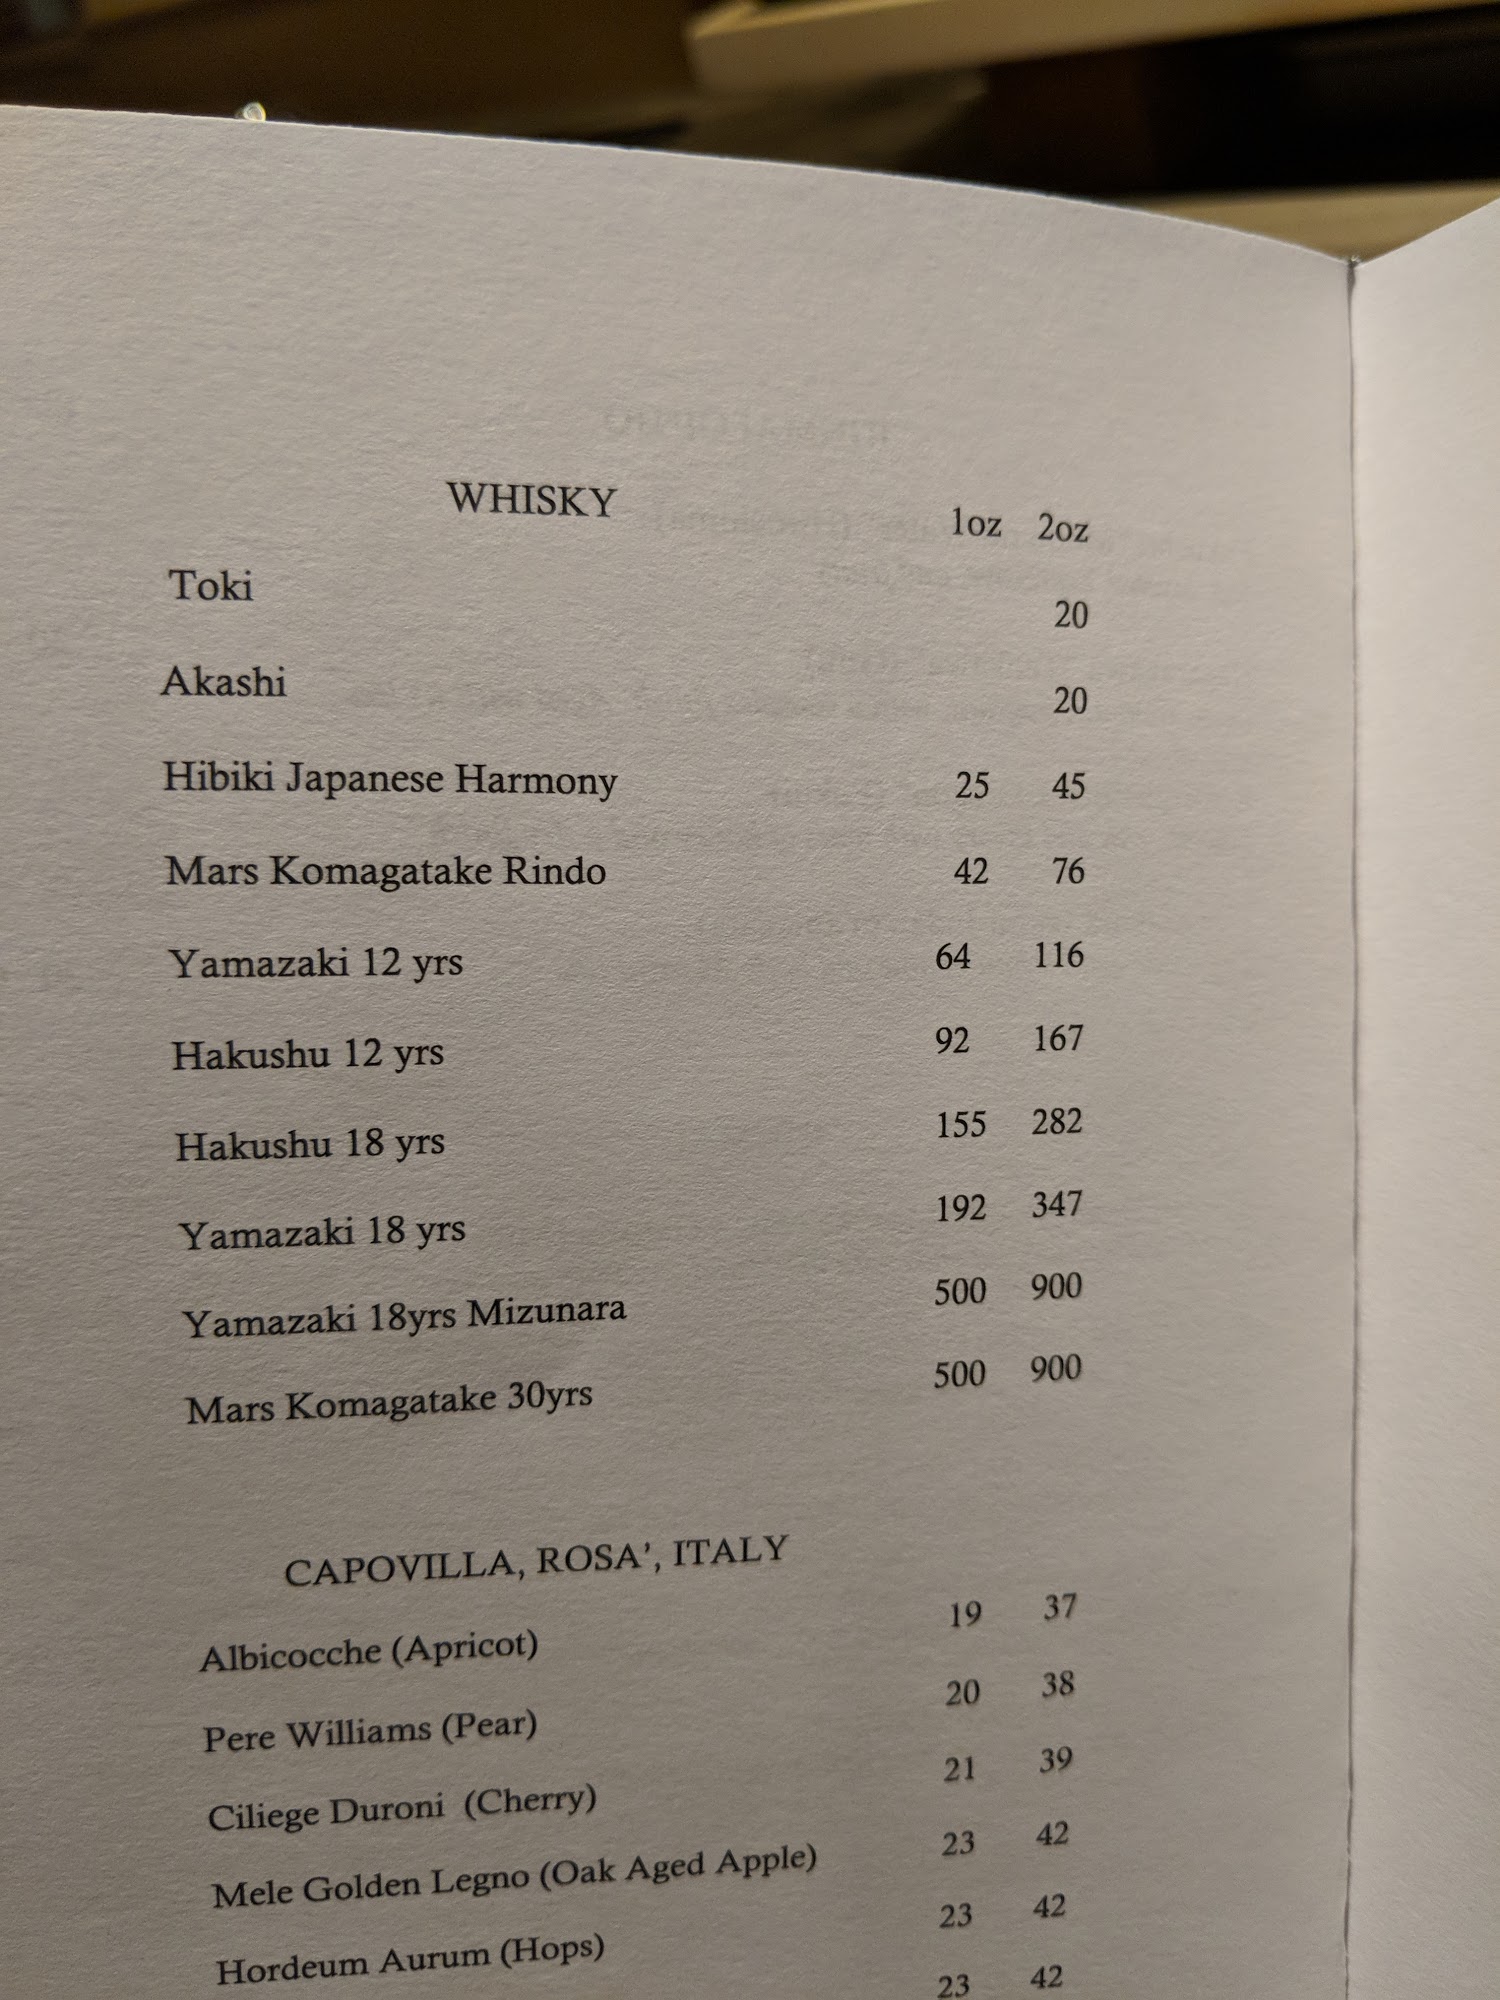 WHISKY 1oz 2oz
Toki 20
Akashi 20
Hibiki Japanese Harmony 25 45
Mars Komagatake Rindo 42 76
Yamazaki 12 yrs 64 116
Hakushu 12 yrs 92 167
Hakushu 18 yrs 155 282
Yamazaki 18 yrs 192 347
Yamazaki 18yrs Mizunara 500 900
Mars Komagatake 30yrs 500 900
CAPOVILLA, ROSA', ITALY
Albicocche (Apricot) 19 37
Pere Williams (Pear) 20 38
Ciliege Duroni (Cherry) 21 39
Mele Golden Legno (Oak Aged Apple) 23 42
Hordeum Aurum (Hops) 23 42
23 42